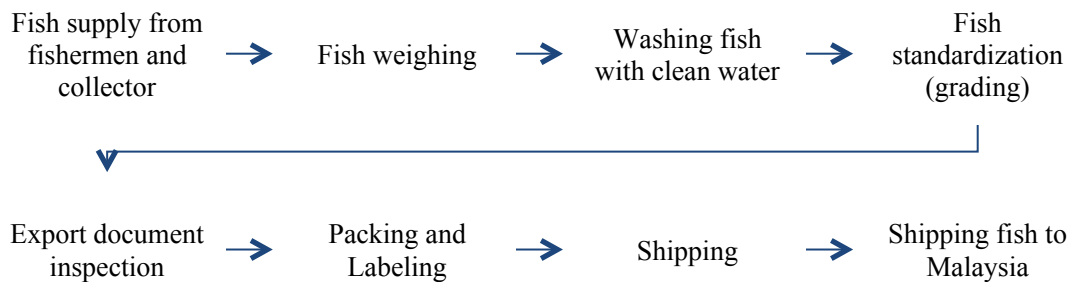 Fish supply from
fishermen and
collector
Fish weighing
Washing fish
with clean water
Fish
standardization
(grading)
Export document
inspection
Packing and
Labeling
Shipping
Shipping fish to
Malaysia